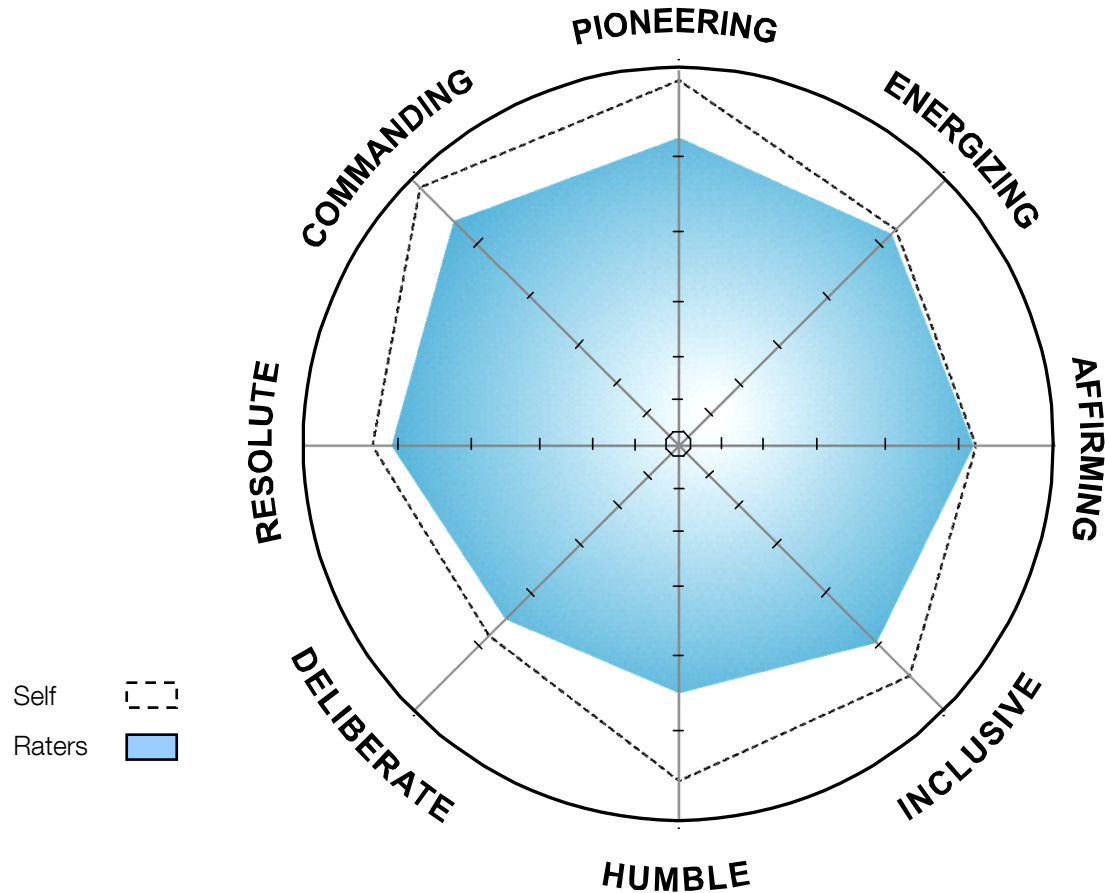 PIONEERING
ENERGIZING
AFFIRMING
INCLUSIVE
HUMBLE
DELIBERATE
RESOLUTE
COMMANDING
Self
Raters